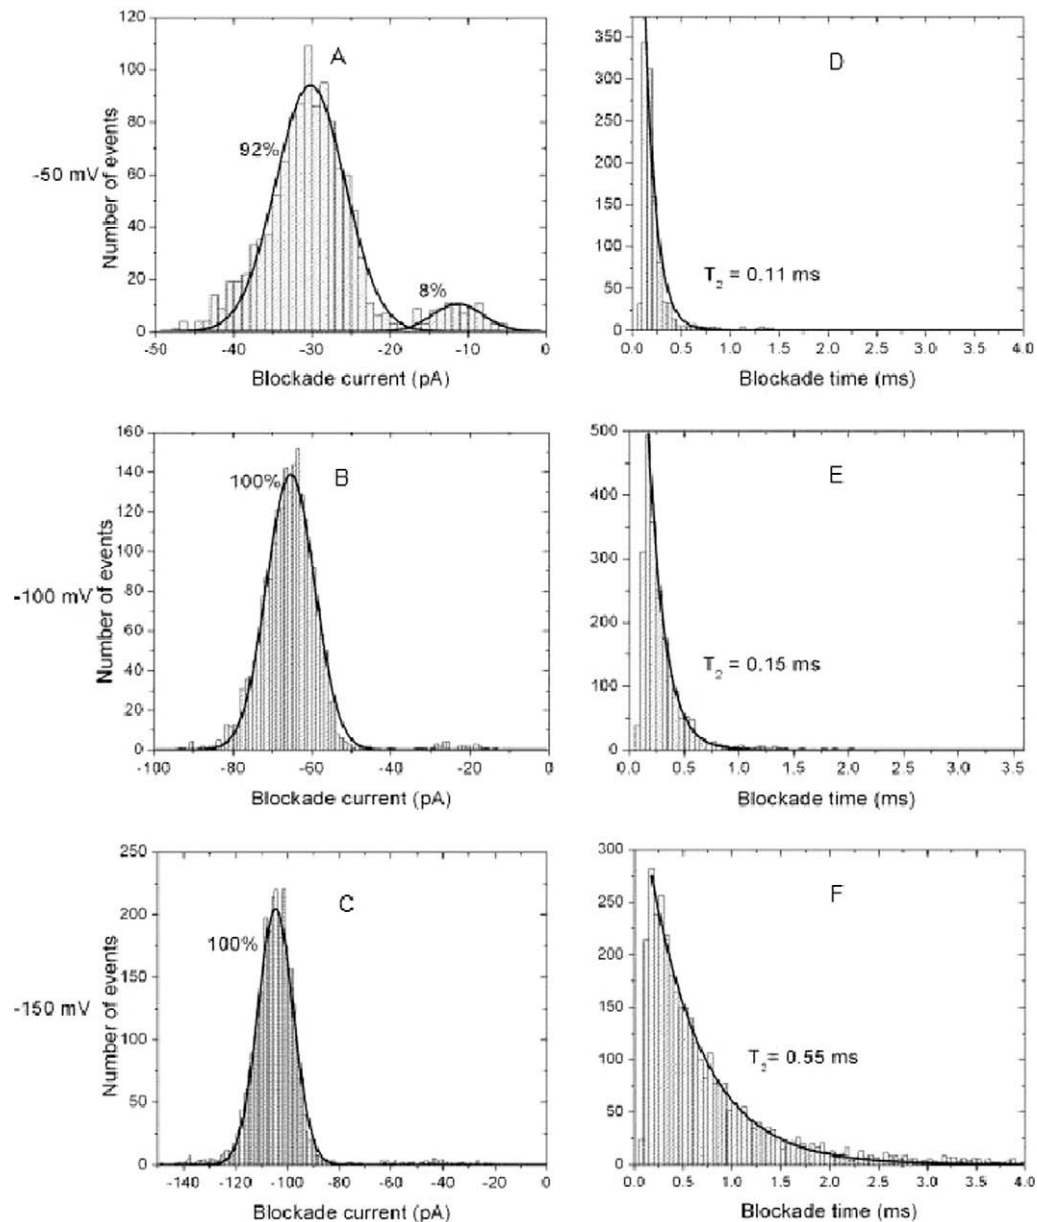 A
120
100
80
60
40
20
0
92%
8%
-50 mV
Number of events
-50 -40 -30 -20 -10 0
Blockade current (pA)
D
350
300
250
200
150
100
50
0
T2 = 0.11 ms
0.0 0.5 1.0 1.5 2.0 2.5 3.0 3.5 4.0
Blockade time (ms)
B
160
140
120
100
80
60
40
20
0
100%
-100 mV
Number of events
-100 -80 -60 -40 -20 0
Blockade current (pA)
E
500
400
300
200
100
0
T2 = 0.15 ms
0.0 0.5 1.0 1.5 2.0 2.5 3.0 3.5
Blockade time (ms)
C
250
200
150
100
50
0
100%
-150 mV
Number of events
-140 -120 -100 -80 -60 -40 -20 0
Blockade current (pA)
F
300
250
200
150
100
50
0
T2= 0.55 ms
0.0 0.5 1.0 1.5 2.0 2.5 3.0 3.5 4.0
Blockade time (ms)